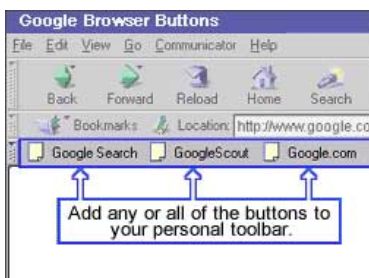 Google Browser Buttons
File Edit View Go Communicator Help
Back Forward Reload Home Search
Bookmarks Location: http://www.google.co
Google Search GoogleScout Google.com
Add any or all of the buttons to
your personal toolbar.